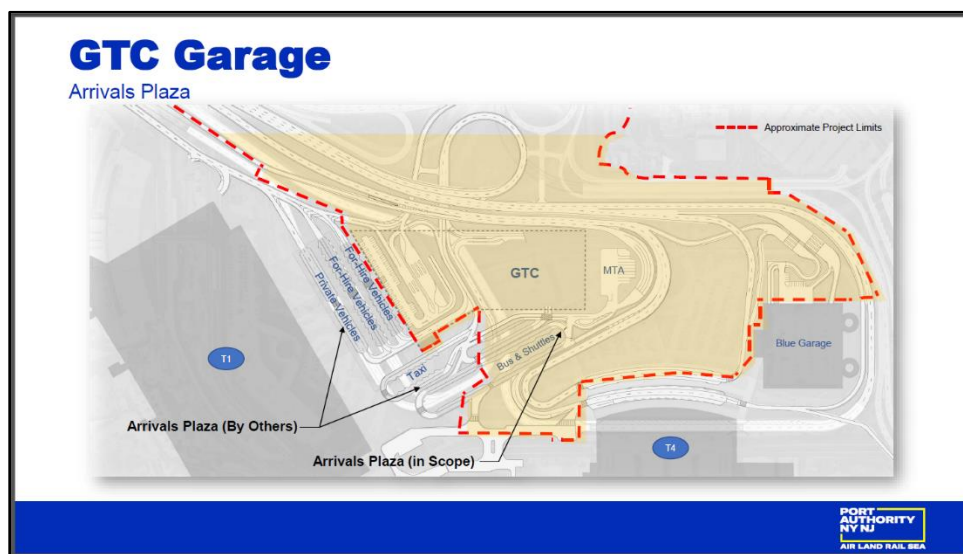 GTC Garage
Arrivals Plaza
Approximate Project Limits
For-Hire Vehicles
For-Hire Vehicles
Private Vehicles
GTC
MTA
Bus & Shuttles
Taxi
Blue Garage
T1
Arrivals Plaza (By Others)
Arrivals Plaza (in Scope)
T4
PORT
AUTHORITY
NY NJ
AIR LAND RAIL SEA